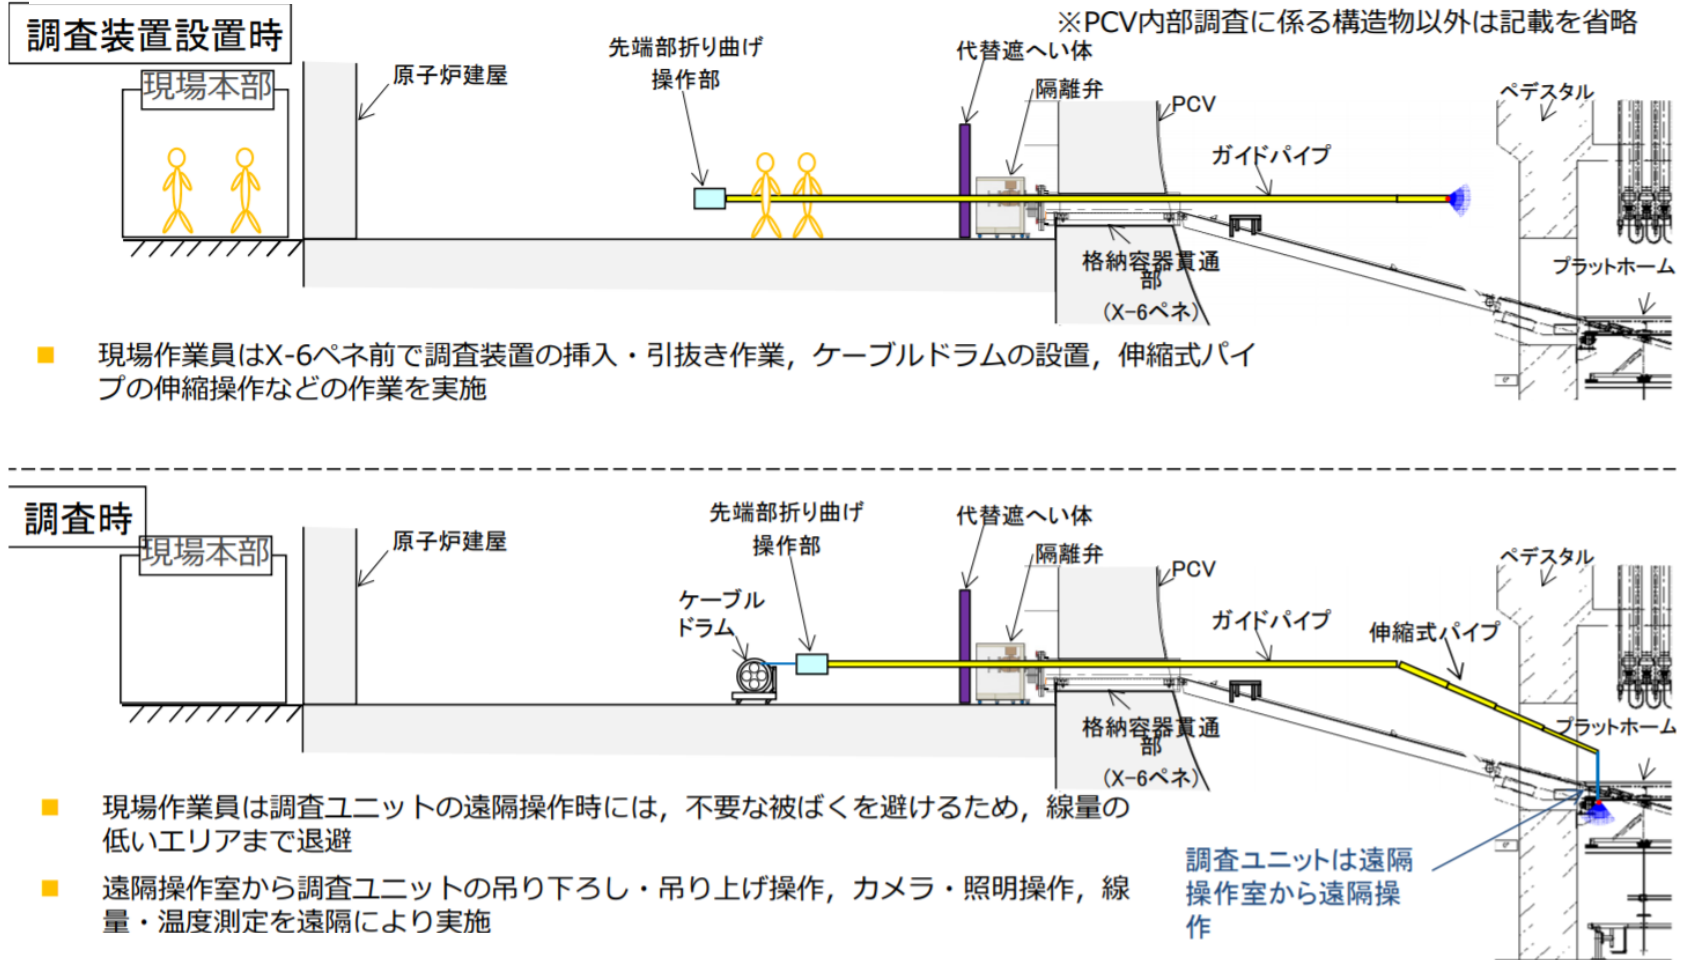 調査装置設置時
※PCV内部調査に係る構造物以外は記載を省略
現場本部
原子炉建屋
先端部折り曲げ
操作部
代替遮へい体
隔離弁
PCV
ペデスタル
ガイドパイプ
格納容器貫通
部
(X-6ペネ)
プラットホーム
■ 現場作業員はX-6ペネ前で調査装置の挿入・引抜き作業，ケーブルドラムの設置，伸縮式パイ
プの伸縮操作などの作業を実施
調査時
現場本部
原子炉建屋
先端部折り曲げ
操作部
ケーブル
ドラム
代替遮へい体
隔離弁
PCV
ペデスタル
ガイドパイプ
伸縮式パイプ
格納容器貫通
部
(X-6ペネ)
プラットホーム
■ 現場作業員は調査ユニットの遠隔操作時には，不要な被ばくを避けるため，線量の
低いエリアまで退避
■ 遠隔操作室から調査ユニットの吊り下ろし・吊り上げ操作，カメラ・照明操作，線
量・温度測定を遠隔により実施
調査ユニットは遠隔
操作室から遠隔操
作